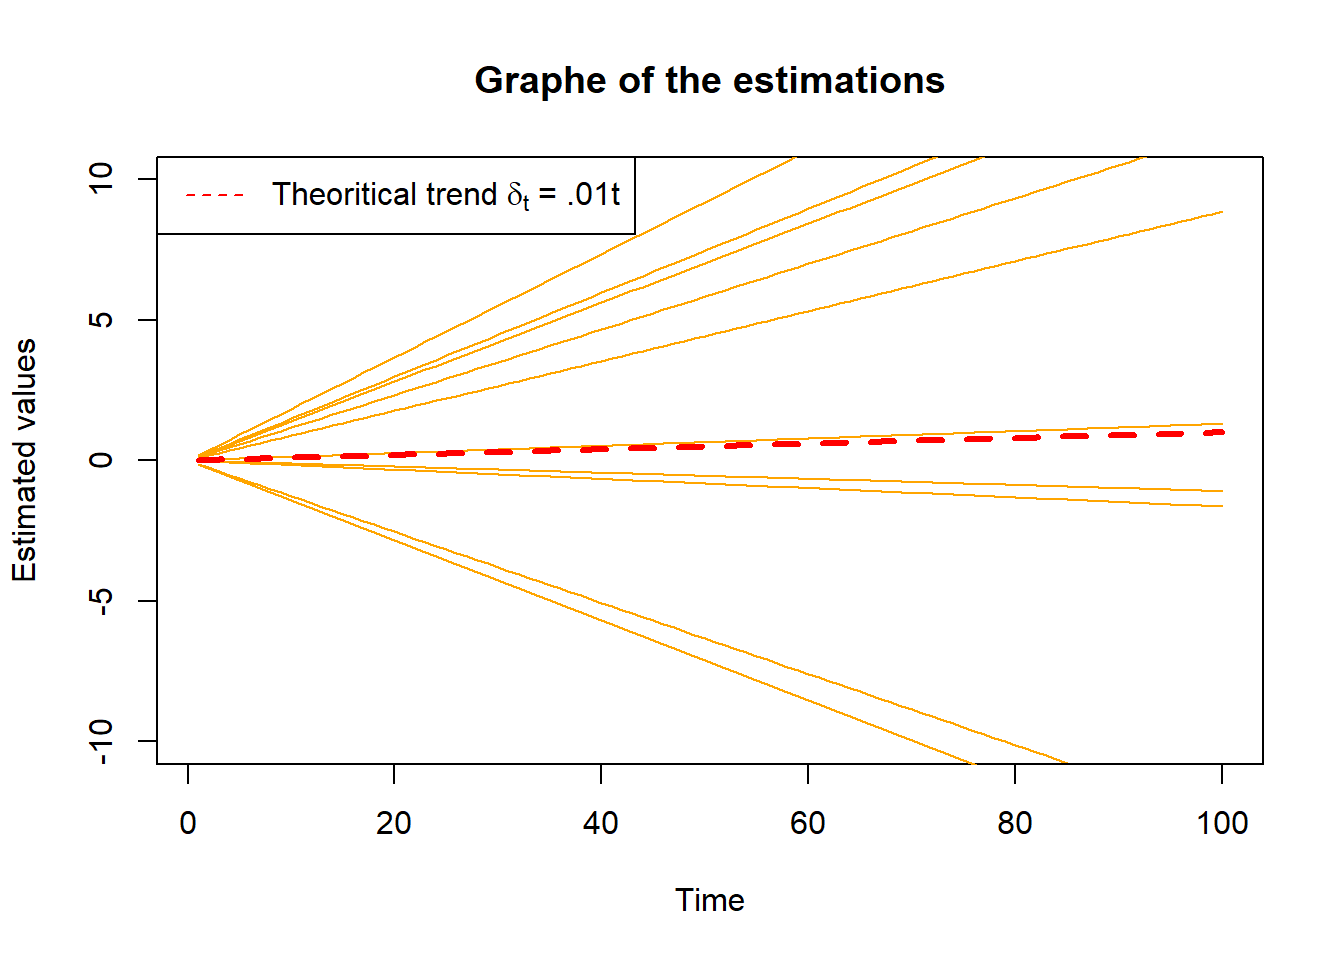 Graphe of the estimations
Theoritical trend δt = .01t
Estimated values
10
5
0
-5
-10
0 20 40 60 80 100
Time